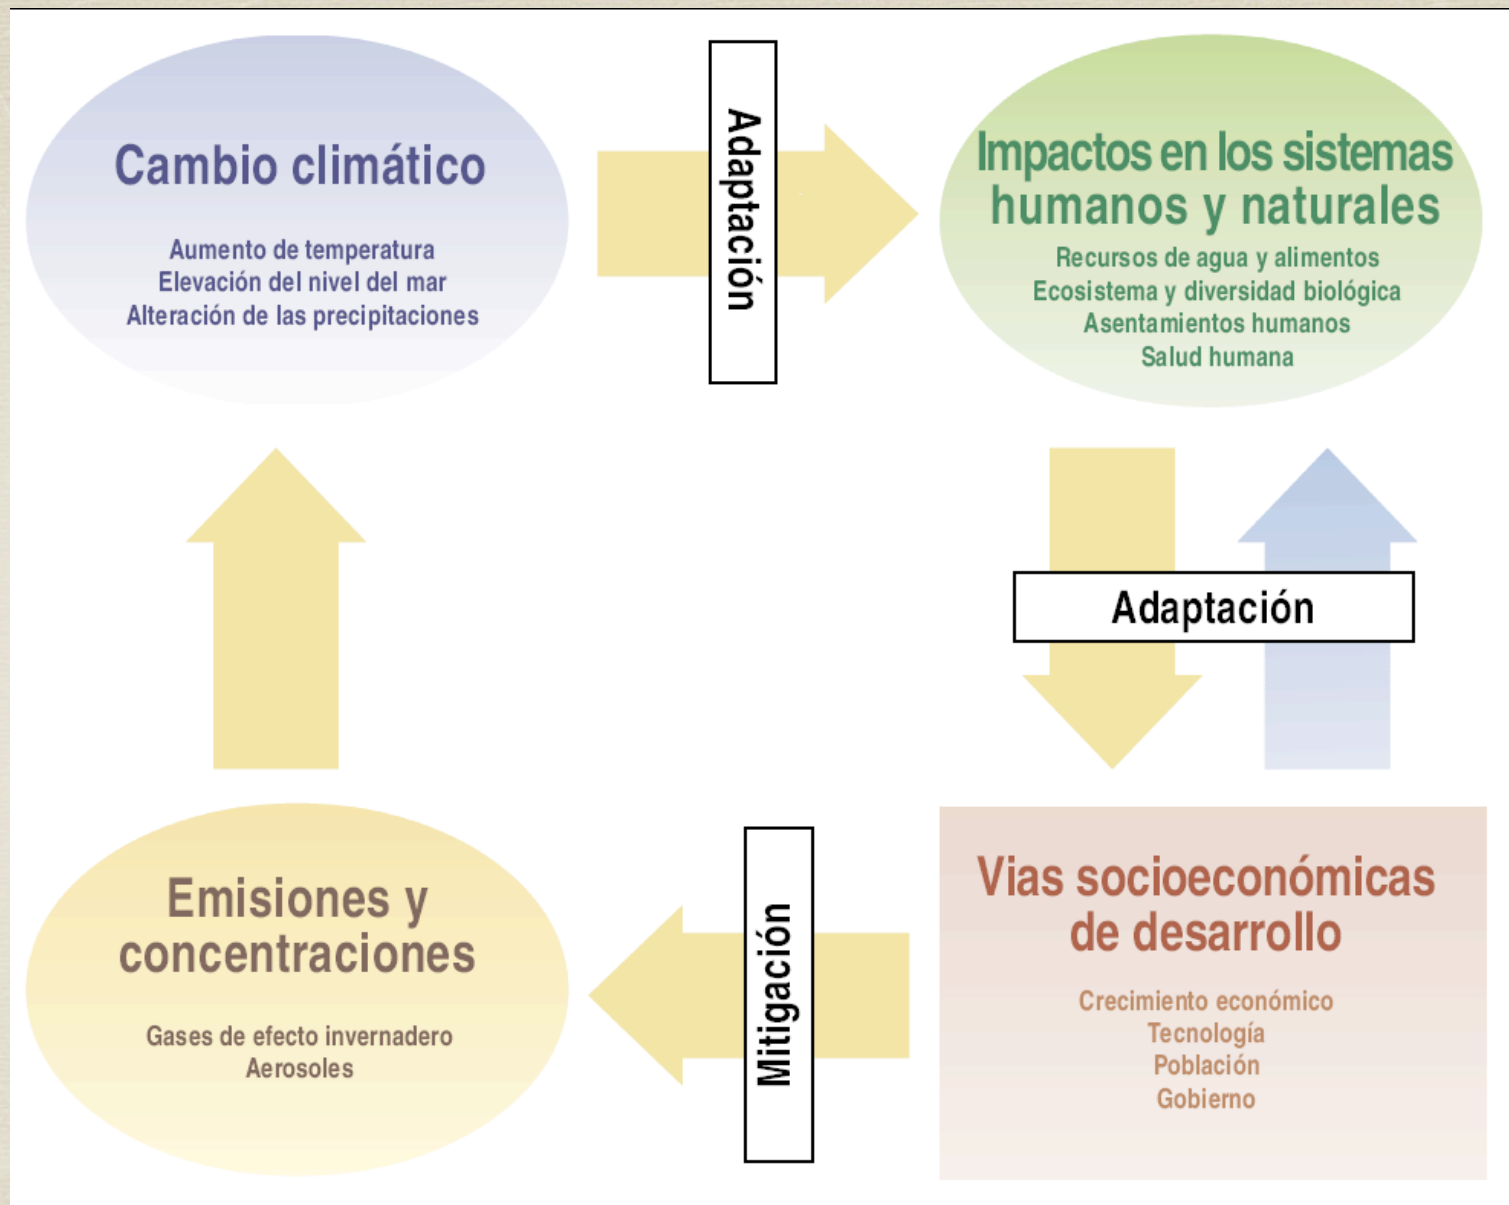 Cambio climático
Aumento de temperatura
Elevación del nivel del mar
Alteración de las precipitaciones
Adaptación
Impactos en los sistemas
humanos y naturales
Recursos de agua y alimentos
Ecosistema y diversidad biológica
Asentamientos humanos
Salud humana
Adaptación
Emisiones y
concentraciones
Gases de efecto invernadero
Aerosoles
Mitigación
Vias socioeconómicas
de desarrollo
Crecimiento económico
Tecnología
Población
Gobierno